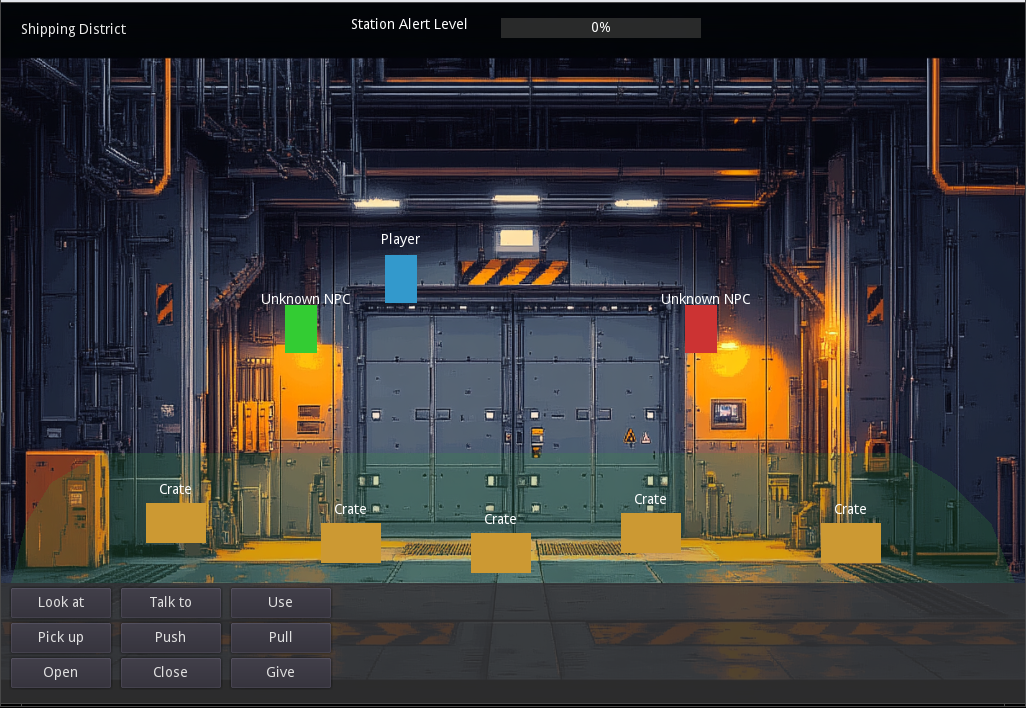 Shipping District
Station Alert Level
0%
Player
Unknown NPC
Unknown NPC
Crate
Crate
Crate
Crate
Crate
Look at
Talk to
Use
Pick up
Push
Pull
Open
Close
Give